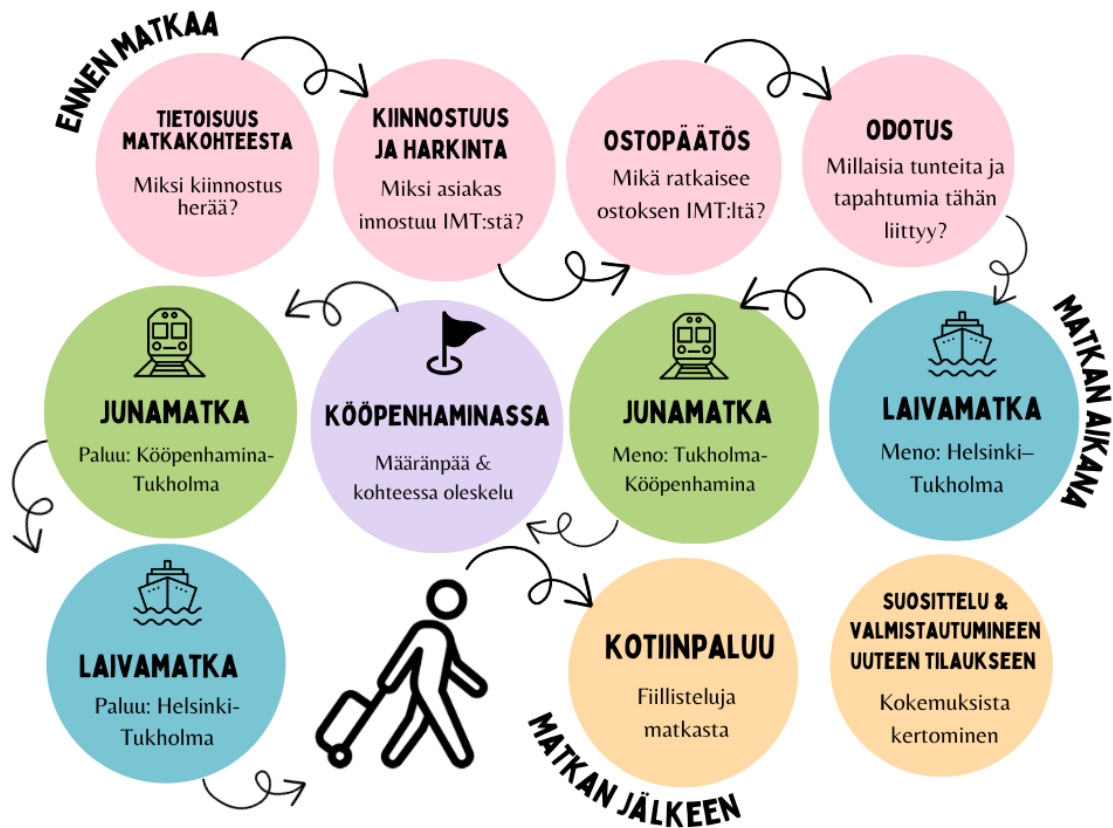 ENNEN MATKAA
TIETOISUUS
MATKAKOHTEESTA
Miksi kiinnostus
herää?
KIINNOSTUUS
JA HARKINTA
Miksi asiakas
innostuu IMT:stä?
OSTOPÄÄTÖS
Mikä ratkaisee
ostoksen IMT:ltä?
ODOTUS
Millaisia tunteita ja
tapahtumia tähän
liittyy?
MATKAN AIKANA
LAIVAMATKA
Meno: Helsinki–
Tukholma
JUNAMATKA
Meno: Tukholma-
Kööpenhamina
KÖÖPENHAMINASSA
Määränpää &
kohteessa oleskelu
JUNAMATKA
Paluu: Kööpenhamina-
Tukholma
LAIVAMATKA
Paluu: Helsinki-
Tukholma
MATKAN JÄLKEEN
KOTIINPALUU
Fiillisteluja
matkasta
SUOSITTELU &
VALMISTAUTUMINEEN
UUTEEN TILAUKSEEN
Kokemuksista
kertominen